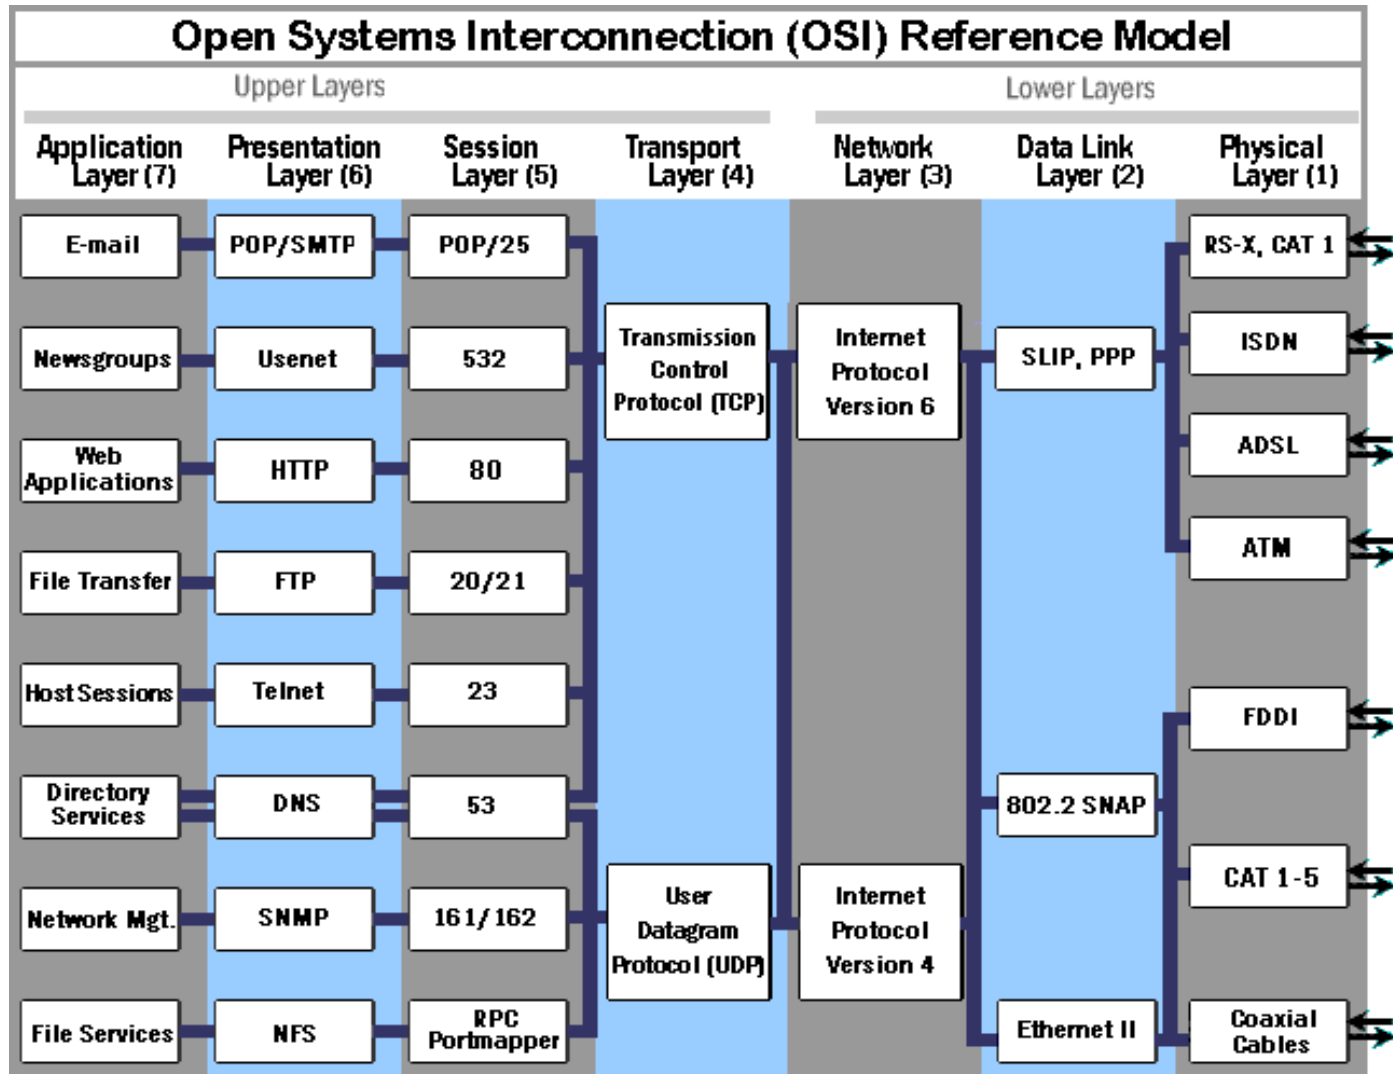 Open Systems Interconnection (OSI) Reference Model
Upper Layers
Lower Layers
Application
Layer (7)
Presentation
Layer (6)
Session
Layer (5)
Transport
Layer (4)
Network
Layer (3)
Data Link
Layer (2)
Physical
Layer (1)
E-mail
POP/SMTP
POP/25
RS-X, CAT 1
Newsgroups
Usenet
532
Transmission
Control
Protocol (TCP)
Internet
Protocol
Version 6
SLIP, PPP
ISDN
Web
Applications
HTTP
80
ADSL
File Transfer
FTP
20/21
ATM
Host Sessions
Telnet
23
FDDI
Directory
Services
DNS
53
802.2 SNAP
Network Mgt.
SNMP
161/162
User
Datagram
Protocol (UDP)
Internet
Protocol
Version 4
CAT 1-5
File Services
NFS
RPC
Portmapper
Ethernet II
Coaxial
Cables